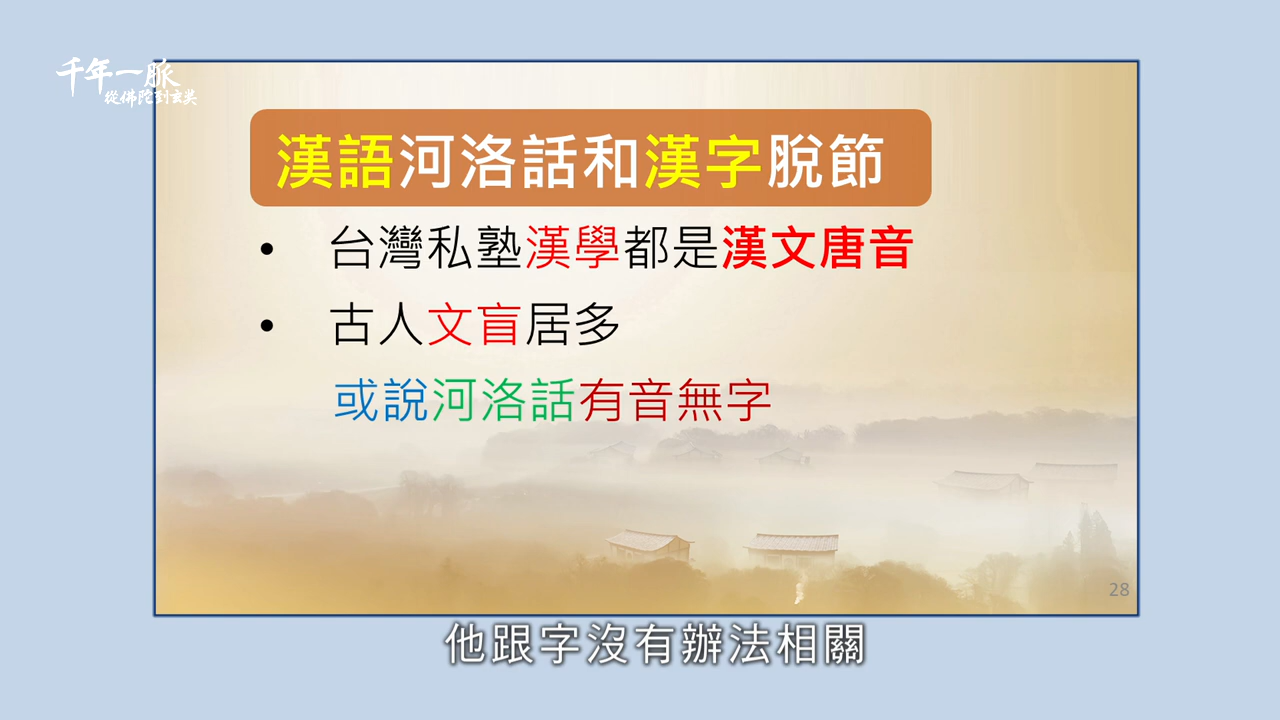 千年一脈
從佛陀到玄奘
漢語河洛話和漢字脫節
• 台灣私塾漢學都是漢文唐音
• 古人文盲居多
或說河洛話有音無字
28
他跟字沒有辦法相關